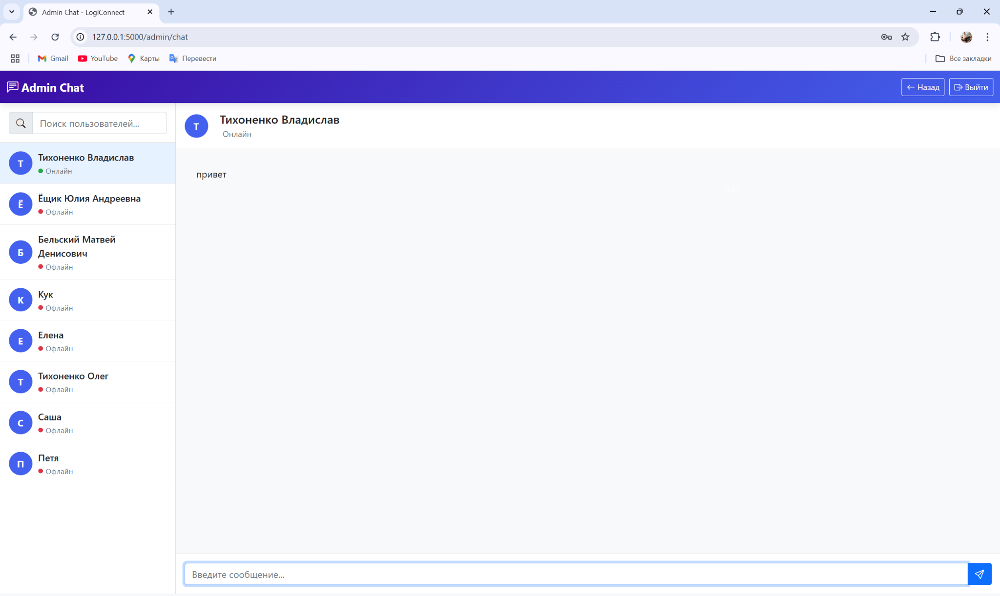 Admin Chat - LogiConnect
127.0.0.1:5000/admin/chat
Gmail
YouTube
Карты
Перевести
Все закладки
Admin Chat
Назад
Выйти
Поиск пользователей...
Т
Тихоненко Владислав
Онлайн
Ё
Ёщик Юлия Андреевна
Офлайн
Б
Бельский Матвей
Денисович
Офлайн
К
Кук
Офлайн
Е
Елена
Офлайн
Т
Тихоненко Олег
Офлайн
С
Саша
Офлайн
П
Петя
Офлайн
Т
Тихоненко Владислав
Онлайн
привет
Введите сообщение...